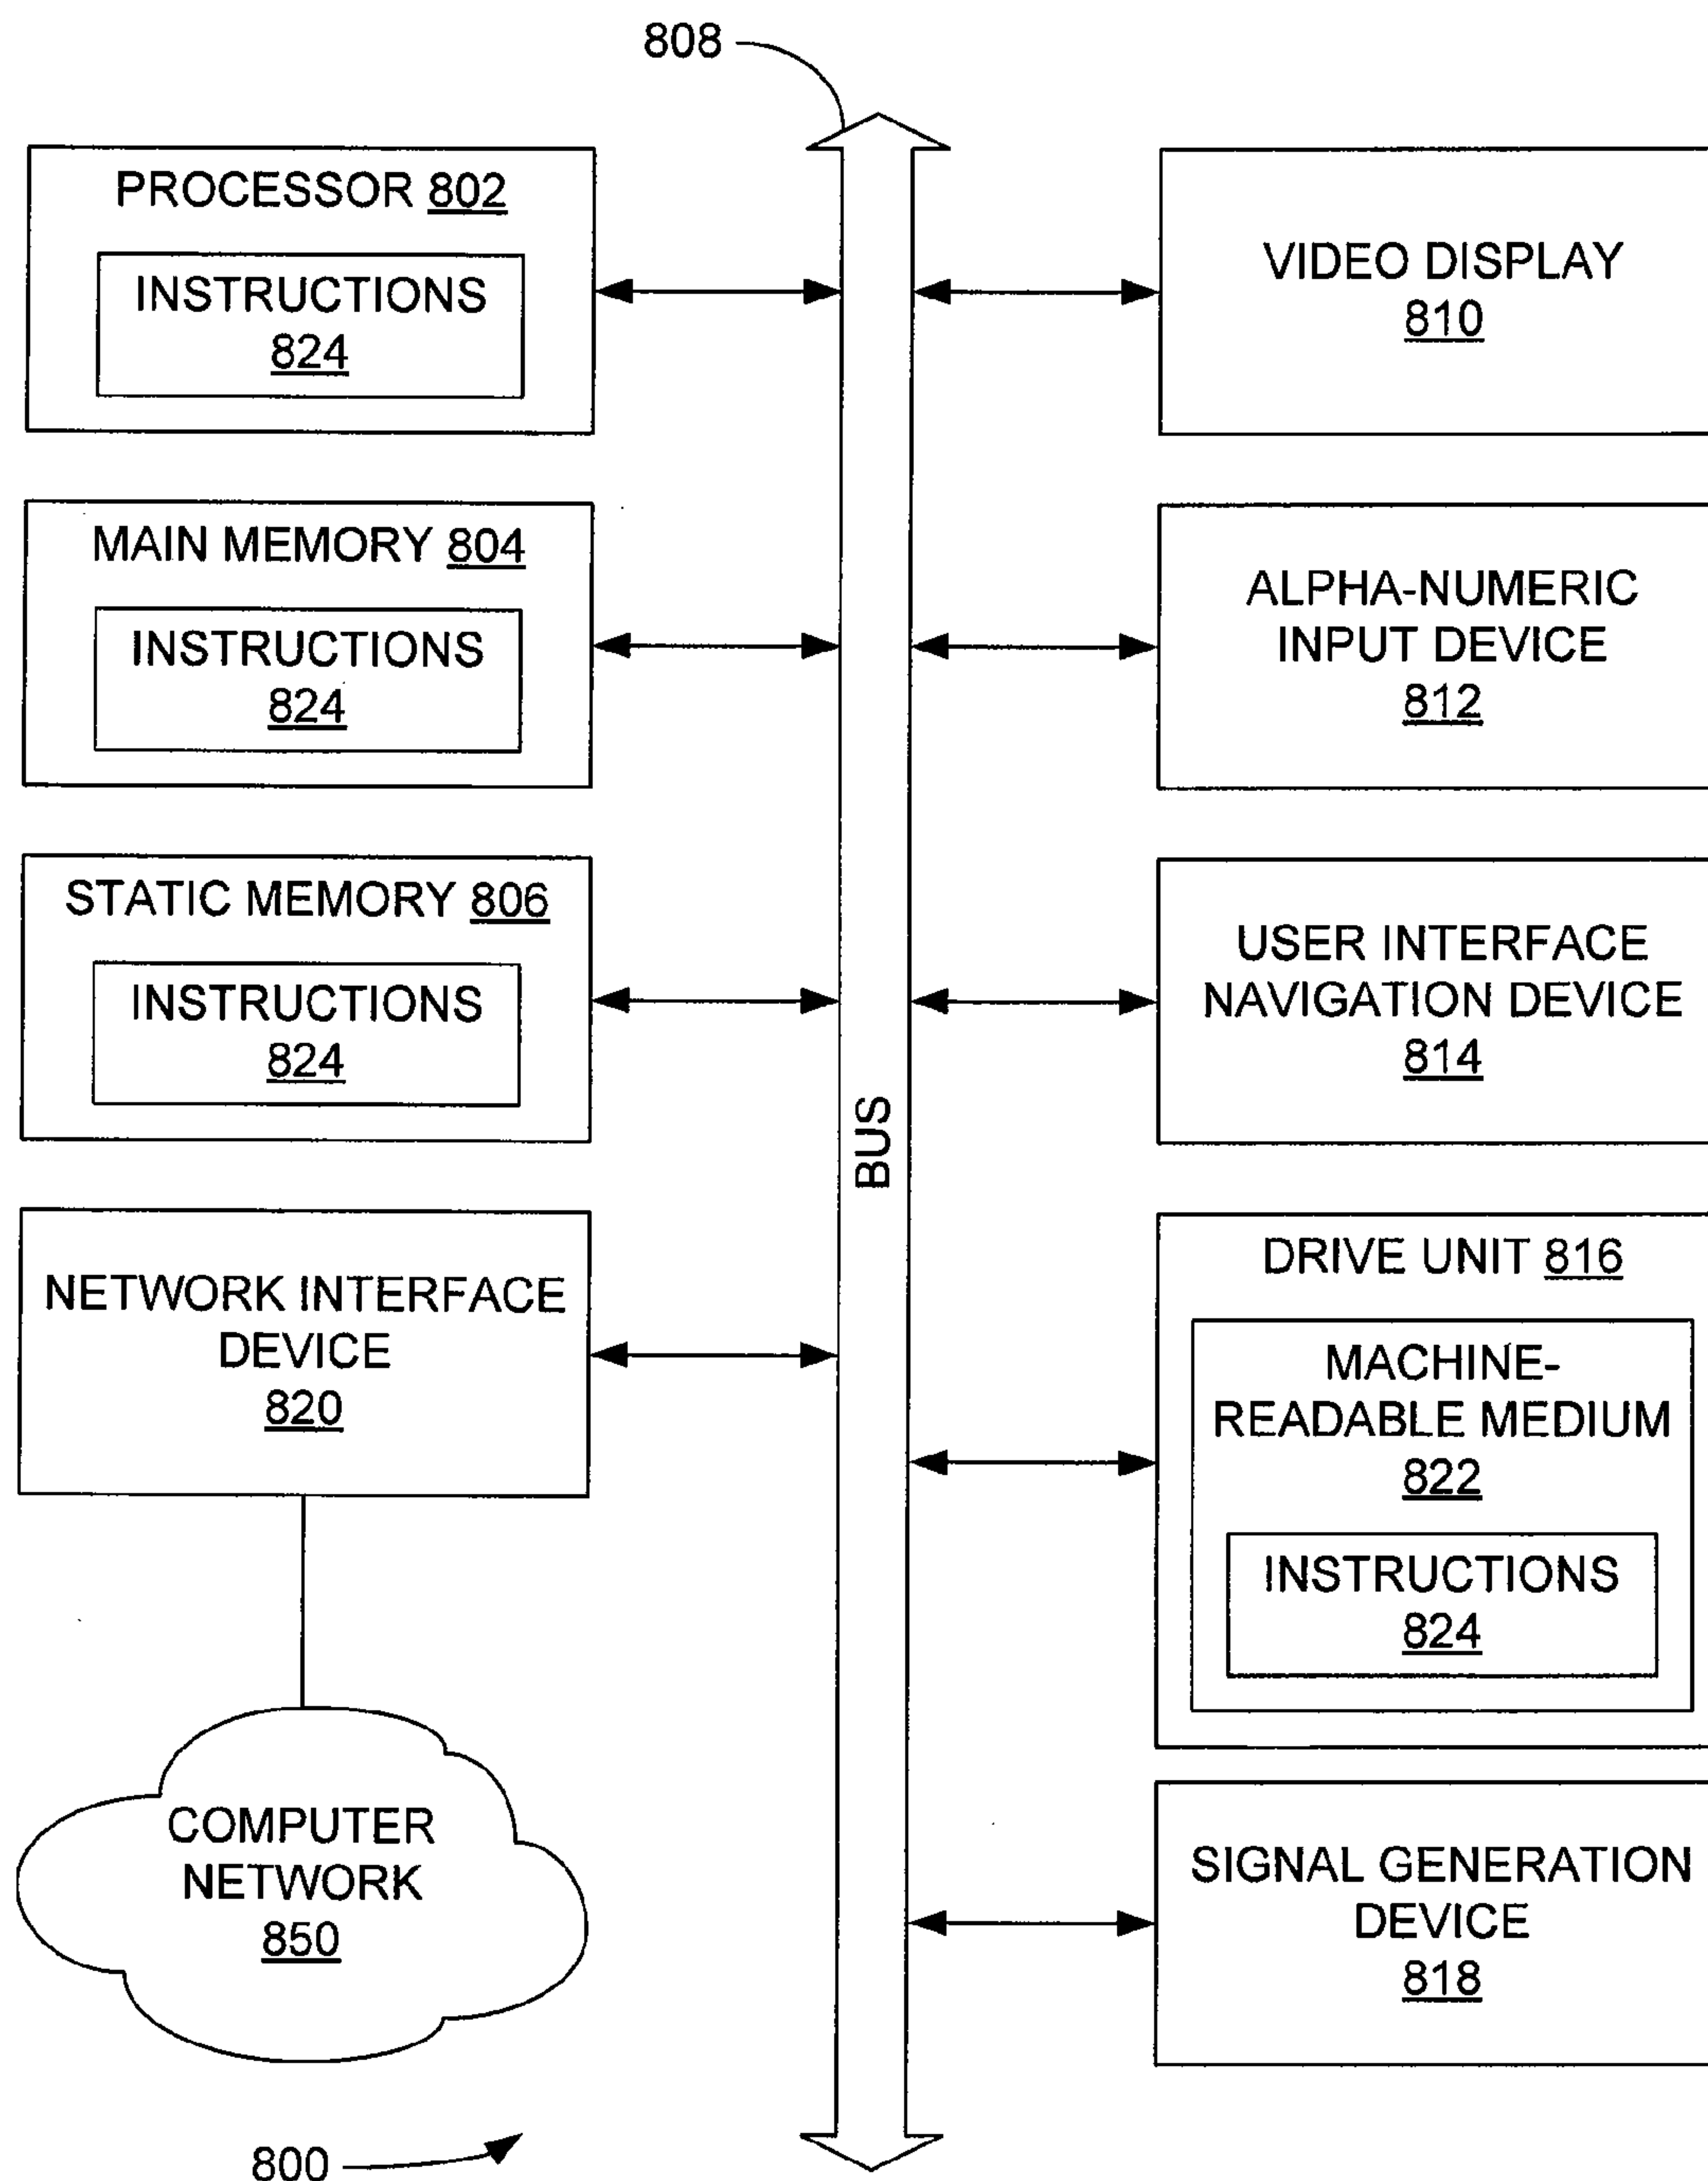 808
PROCESSOR 802
INSTRUCTIONS
824
MAIN MEMORY 804
INSTRUCTIONS
824
STATIC MEMORY 806
INSTRUCTIONS
824
NETWORK INTERFACE
DEVICE
820
COMPUTER
NETWORK
850
800
BUS
VIDEO DISPLAY
810
ALPHA-NUMERIC
INPUT DEVICE
812
USER INTERFACE
NAVIGATION DEVICE
814
DRIVE UNIT 816
MACHINE-
READABLE MEDIUM
822
INSTRUCTIONS
824
SIGNAL GENERATION
DEVICE
818